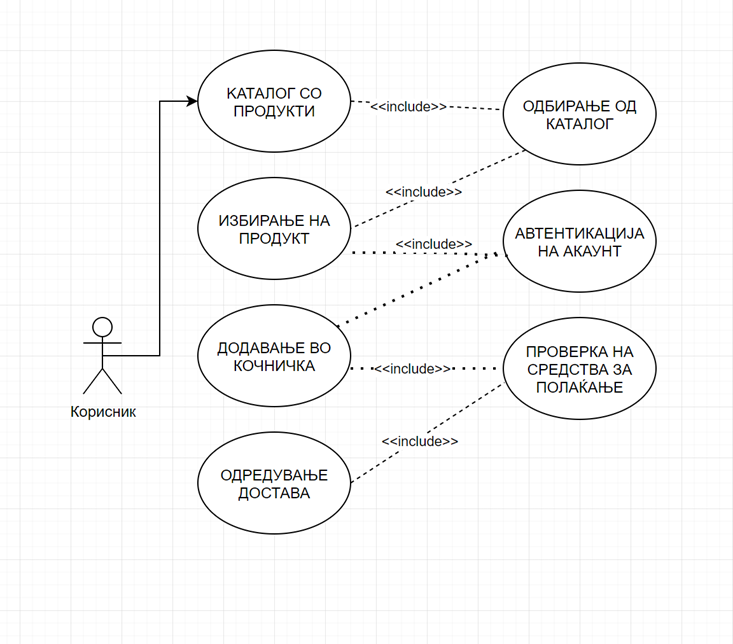 КАТАЛОГ СО
ПРОДУКТИ
<<include>>
ОДБИРАЊЕ ОД
КАТАЛОГ
<<include>>
ИЗБИРАЊЕ НА
ПРОДУКТ
<<include>>
АВТЕНТИКАЦИЈА
НА АКАУНТ
ДОДАВАЊЕ ВО
КОЧНИЧКА
<<include>>
ПРОВЕРКА НА
СРЕДСТВА ЗА
ПОЛАЌАЊЕ
Корисник
<<include>>
ОДРЕДУВАЊЕ
ДОСТАВА